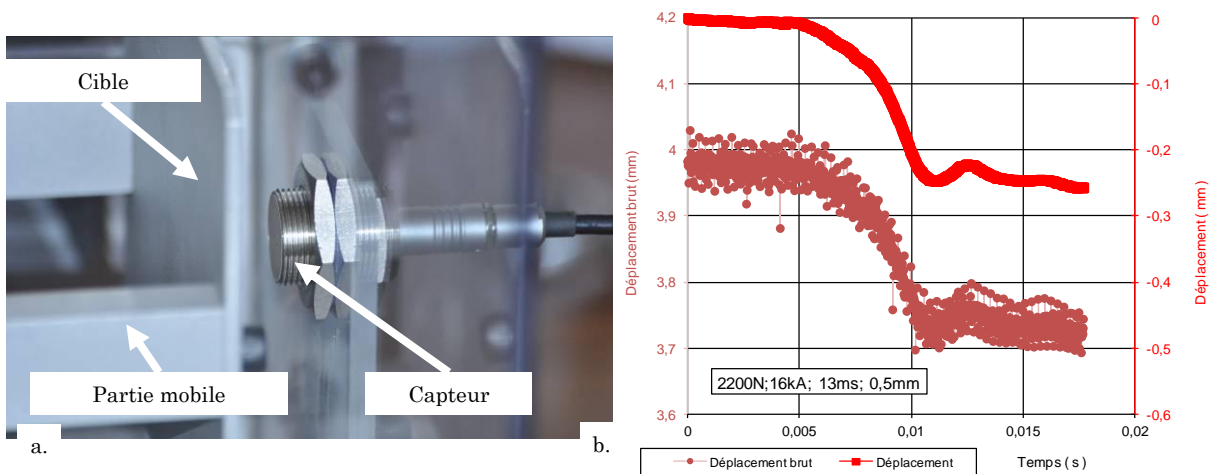 Cible
Partie mobile
Capteur
a.
4,2
4,1
4
3,9
3,8
3,7
3,6
Déplacement brut (mm)
0
-0,1
-0,2
-0,3
-0,4
-0,5
-0,6
Déplacement ( mm)
2200N;16kA; 13ms; 0,5mm
0
0,005
0,01
0,015
0,02
b.
Déplacement brut
Déplacement
Temps ( s )